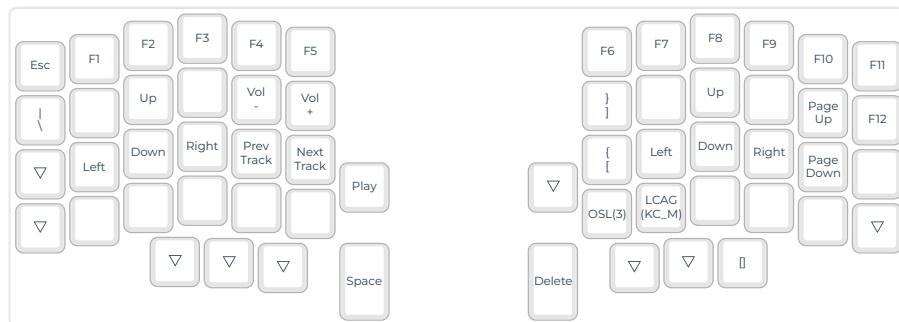 Esc F1 F2 F3 F4 F5 F6 F7 F8 F9 F10 F11
|
\
Up
Vol
-
Vol
+
}
]
Up
Page
Up
F12
▽
Left
Down
Right
Prev
Track
Next
Track
Play
▽
{
[
Left
Down
Right
Page
Down
▽
OSL(3)
LCAG
(KC_M)
▽
▽ ▽ ▽
Space
Delete
▽ ▽ []